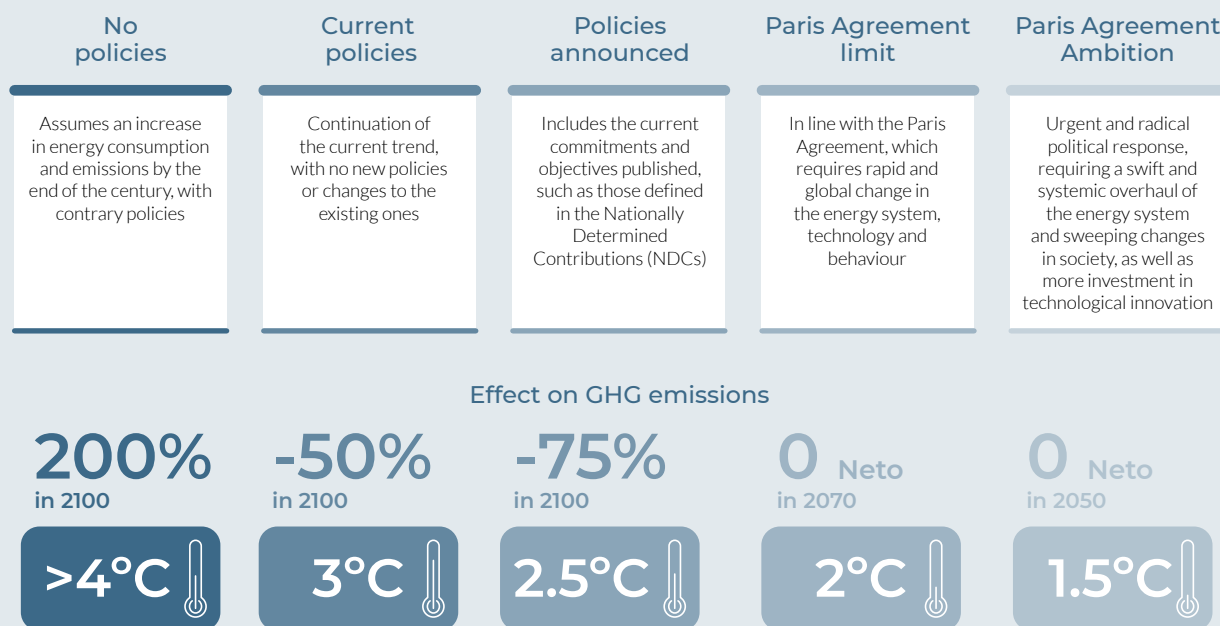 No
policies
Assumes an increase
in energy consumption
and emissions by the
end of the century, with
contrary policies
Current
policies
Continuation of
the current trend,
with no new policies
or changes to the
existing ones
Policies
announced
Includes the current
commitments and
objectives published,
such as those defined
in the Nationally
Determined
Contributions (NDCs)
Paris Agreement
limit
In line with the Paris
Agreement, which
requires rapid and
global change in
the energy system,
technology and
behaviour
Paris Agreement
Ambition
Urgent and radical
political response,
requiring a swift and
systemic overhaul of
the energy system
and sweeping changes
in society, as well as
more investment in
technological innovation
Effect on GHG emissions
200%
in 2100
>4ºC
-50%
in 2100
3ºC
-75%
in 2100
2.5ºC
0 Neto
in 2070
2ºC
0 Neto
in 2050
1.5ºC